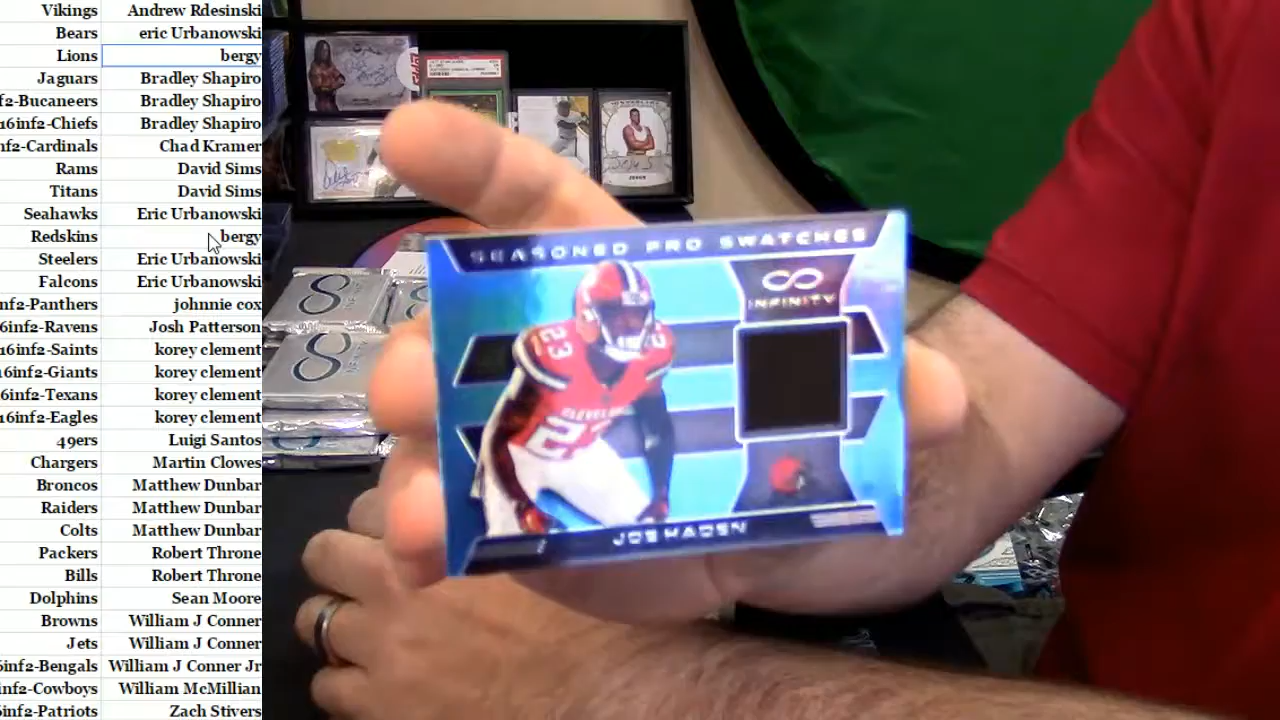 Vikings Andrew Rdesinski
Bears eric Urbanowski
Lions bergy
Jaguars Bradley Shapiro
f2-Bucaneers Bradley Shapiro
16inf2-Chiefs Bradley Shapiro
nf2-Cardinals Chad Kramer
Rams David Sims
Titans David Sims
Seahawks Eric Urbanowski
Redskins bergy
Steelers Eric Urbanowski
Falcons Eric Urbanowski
inf2-Panthers johnnie cox
6inf2-Ravens Josh Patterson
16inf2-Saints korey clement
16inf2-Giants korey clement
6inf2-Texans korey clement
16inf2-Eagles korey clement
49ers Luigi Santos
Chargers Martin Clowes
Broncos Matthew Dunbar
Raiders Matthew Dunbar
Colts Matthew Dunbar
Packers Robert Throne
Bills Robert Throne
Dolphins Sean Moore
Browns William J Conner
Jets William J Conner
6inf2-Bengals William J Conner Jr
inf2-Cowboys William McMillian
6inf2-Patriots Zach Stivers
SEASONED PRO SWATCHES
INFINITY
23
CLEVELAND
23
JOE HADEN